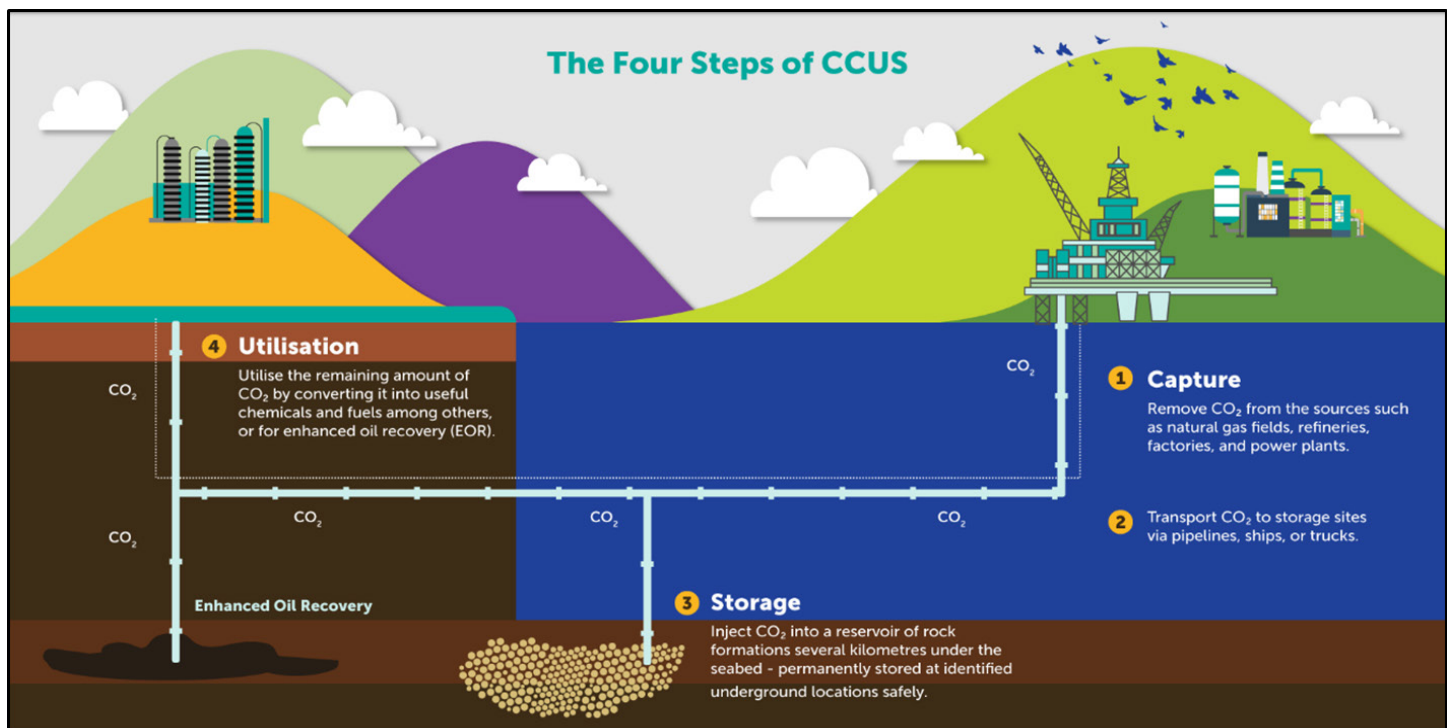 The Four Steps of CCUS
4 Utilisation
Utilise the remaining amount of
CO₂ by converting it into useful
chemicals and fuels among others,
or for enhanced oil recovery (EOR).
CO₂
CO₂
1 Capture
Remove CO₂ from the sources such
as natural gas fields, refineries,
factories, and power plants.
CO₂
CO₂
CO₂
CO₂
2 Transport CO₂ to storage sites
via pipelines, ships, or trucks.
Enhanced Oil Recovery
3 Storage
Inject CO₂ into a reservoir of rock
formations several kilometres under the
seabed - permanently stored at identified
underground locations safely.